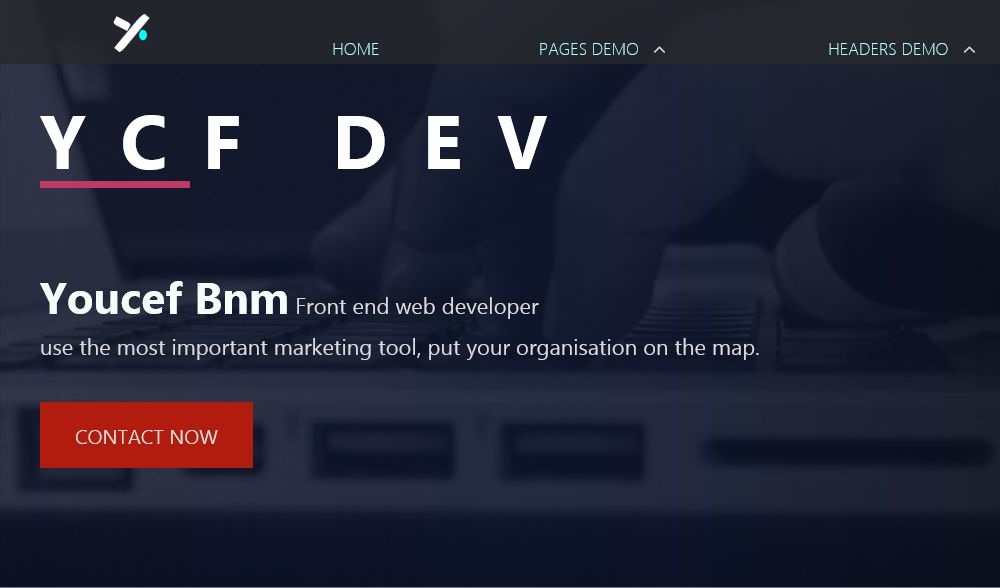 HOME PAGES DEMO HEADERS DEMO
YCF DEV
Youcef Bnm Front end web developer
use the most important marketing tool, put your organisation on the map.
CONTACT NOW